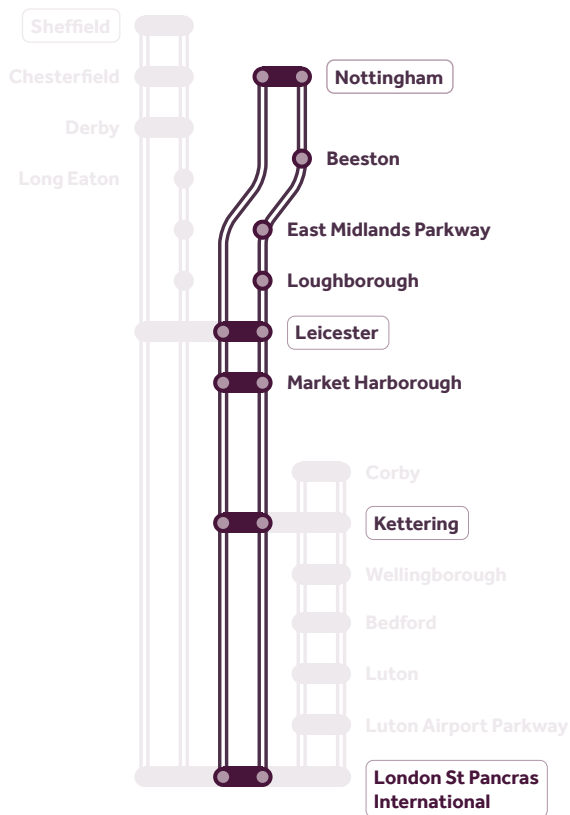 Sheffield
Chesterfield
Nottingham
Derby
Beeston
Long Eaton
East Midlands Parkway
Loughborough
Leicester
Market Harborough
Corby
Kettering
Wellingborough
Bedford
Luton
Luton Airport Parkway
London St Pancras
International